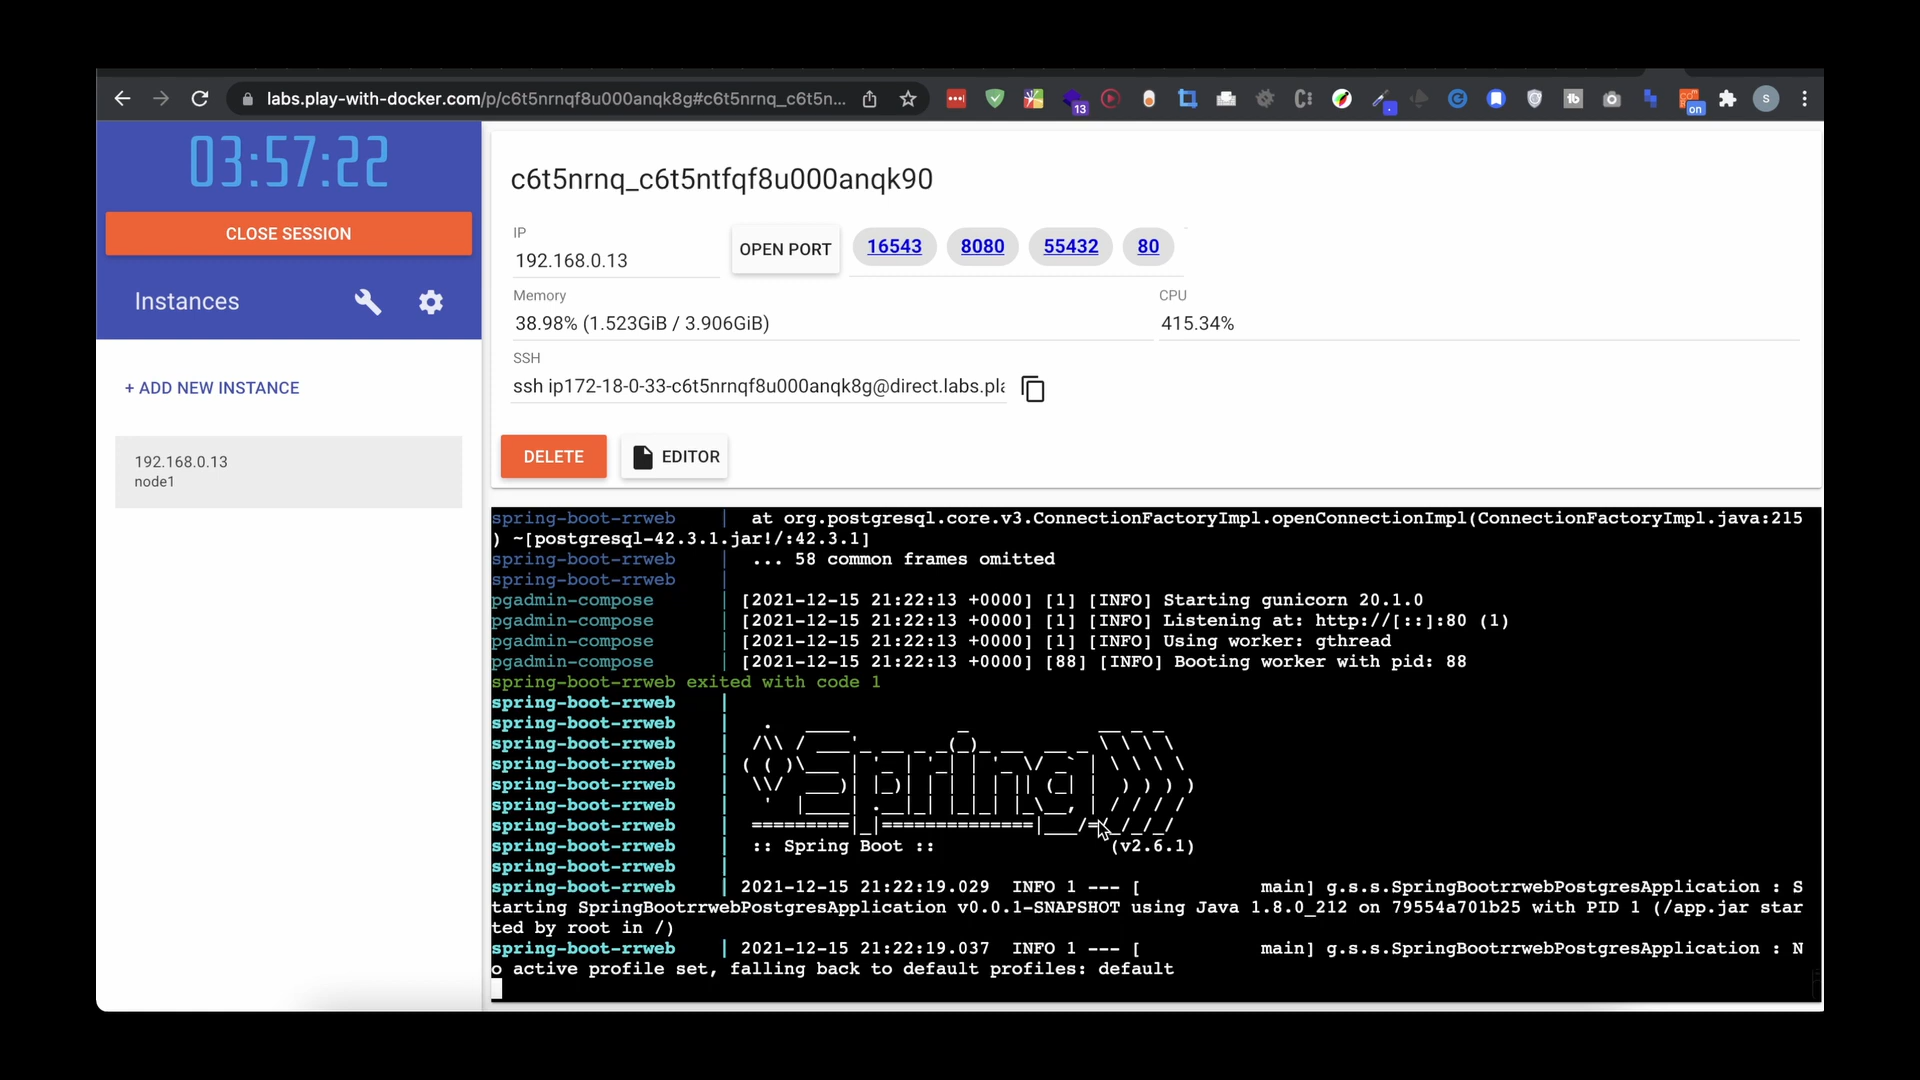 labs.play-with-docker.com/p/c6t5nrnqf8u000anqk8g#c6t5nrnq_c6t5n...
13
on
S
03:57:22
CLOSE SESSION
Instances
+ ADD NEW INSTANCE
192.168.0.13
node1
c6t5nrnq_c6t5ntfqf8u000anqk90
IP
192.168.0.13
OPEN PORT
16543
8080
55432
80
Memory
38.98% (1.523GiB / 3.906GiB)
CPU
415.34%
SSH
ssh ip172-18-0-33-c6t5nrnqf8u000anqk8g@direct.labs.pla
DELETE
EDITOR
spring-boot-rrweb | at org.postgresql.core.v3.ConnectionFactoryImpl.openConnectionImpl(ConnectionFactoryImpl.java:215
) ~[postgresql-42.3.1.jar!/:42.3.1]
spring-boot-rrweb | ... 58 common frames omitted
spring-boot-rrweb |
pgadmin-compose | [2021-12-15 21:22:13 +0000] [1] [INFO] Starting gunicorn 20.1.0
pgadmin-compose | [2021-12-15 21:22:13 +0000] [1] [INFO] Listening at: http://[::]:80 (1)
pgadmin-compose | [2021-12-15 21:22:13 +0000] [1] [INFO] Using worker: gthread
pgadmin-compose | [2021-12-15 21:22:13 +0000] [88] [INFO] Booting worker with pid: 88
spring-boot-rrweb exited with code 1
spring-boot-rrweb |
spring-boot-rrweb |
spring-boot-rrweb |
spring-boot-rrweb | Spring
spring-boot-rrweb |
spring-boot-rrweb |
spring-boot-rrweb |
spring-boot-rrweb | :: Spring Boot :: (v2.6.1)
spring-boot-rrweb |
spring-boot-rrweb | 2021-12-15 21:22:19.029 INFO 1 --- [ main] g.s.s.SpringBootrrwebPostgresApplication : S
tarting SpringBootrrwebPostgresApplication v0.0.1-SNAPSHOT using Java 1.8.0_212 on 79554a701b25 with PID 1 (/app.jar star
ted by root in /)
spring-boot-rrweb | 2021-12-15 21:22:19.037 INFO 1 --- [ main] g.s.s.SpringBootrrwebPostgresApplication : N
o active profile set, falling back to default profiles: default